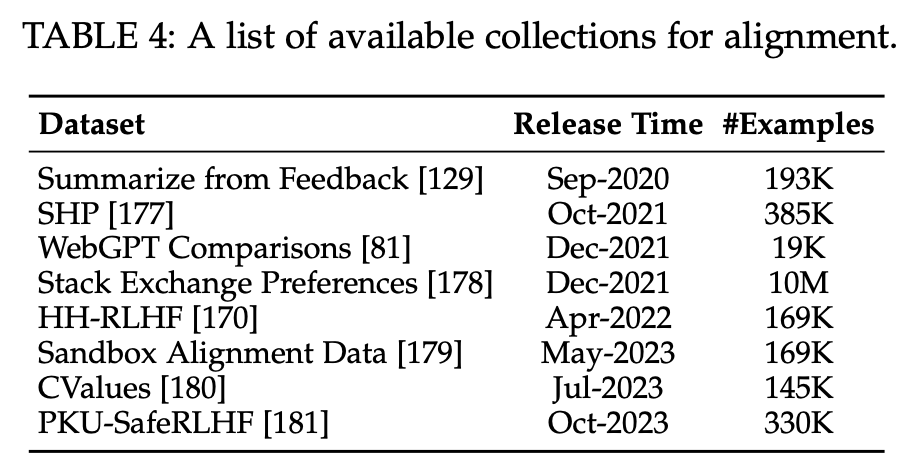 TABLE 4: A list of available collections for alignment.
Dataset Release Time #Examples
Summarize from Feedback [129] Sep-2020 193K
SHP [177] Oct-2021 385K
WebGPT Comparisons [81] Dec-2021 19K
Stack Exchange Preferences [178] Dec-2021 10M
HH-RLHF [170] Apr-2022 169K
Sandbox Alignment Data [179] May-2023 169K
CValues [180] Jul-2023 145K
PKU-SafeRLHF [181] Oct-2023 330K